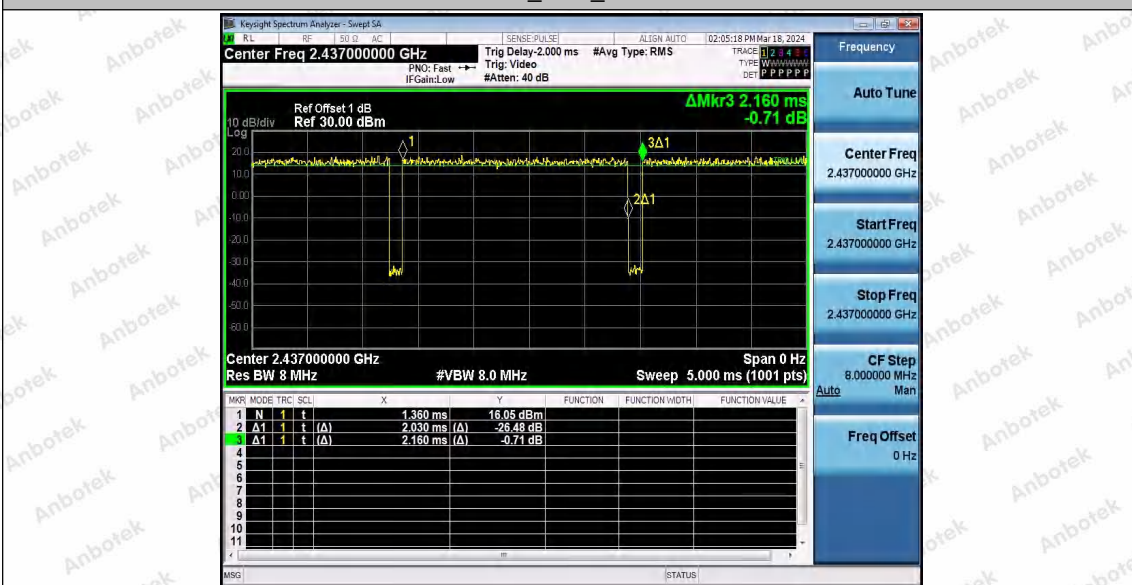 Keysight Spectrum Analyzer - Swept SA
RL RF 50 Ω AC SENSE:PULSE ALIGN AUTO 02:05:18 PM Mar 18, 2024
Center Freq 2.437000000 GHz
PNO: Fast
IFGain:Low
Trig Delay-2.000 ms
Trig: Video
#Atten: 40 dB
#Avg Type: RMS
TRACE 1 2 3 4 5 6
TYPE W
DET P P P P P P
Ref Offset 1 dB
10 dB/div Ref 30.00 dBm
Log
ΔMkr3 2.160 ms
-0.71 dB
20.0
10.0
0.00
-10.0
-20.0
-30.0
-40.0
-50.0
-60.0
1
3Δ1
2Δ1
Center 2.437000000 GHz Span 0 Hz
Res BW 8 MHz #VBW 8.0 MHz Sweep 5.000 ms (1001 pts)
MKR MODE TRC SCL X Y FUNCTION FUNCTION WIDTH FUNCTION VALUE
1 N 1 t 1.360 ms 16.05 dBm
2 Δ1 1 t (Δ) 2.030 ms (Δ) -26.48 dB
3 Δ1 1 t (Δ) 2.160 ms (Δ) -0.71 dB
4
5
6
7
8
9
10
11
MSG STATUS
Frequency
Auto Tune
Center Freq
2.437000000 GHz
Start Freq
2.437000000 GHz
Stop Freq
2.437000000 GHz
CF Step
8.000000 MHz
Auto Man
Freq Offset
0 Hz
Anbotek